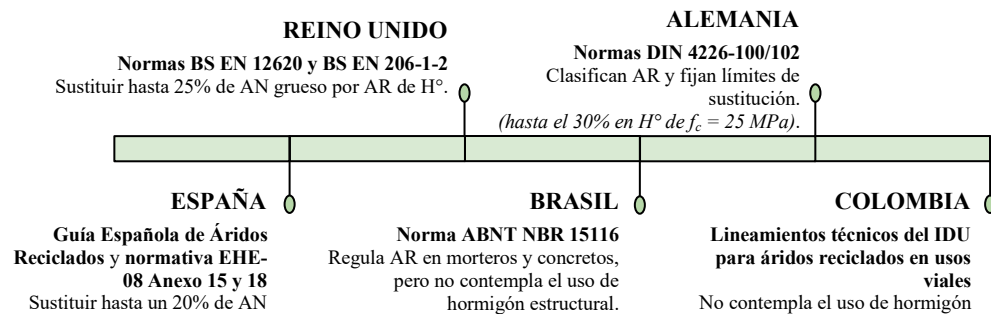 REINO UNIDO
Normas BS EN 12620 y BS EN 206-1-2
Sustituir hasta 25% de AN grueso por AR de H°.
ALEMANIA
Normas DIN 4226-100/102
Clasifican AR y fijan límites de
sustitución.
(hasta el 30% en H° de fc = 25 MPa).
ESPAÑA
Guía Española de Áridos
Reciclados y normativa EHE-
08 Anexo 15 y 18
Sustituir hasta un 20% de AN
BRASIL
Norma ABNT NBR 15116
Regula AR en morteros y concretos,
pero no contempla el uso de
hormigón estructural.
COLOMBIA
Lineamientos técnicos del IDU
para áridos reciclados en usos
viales
No contempla el uso de hormigón